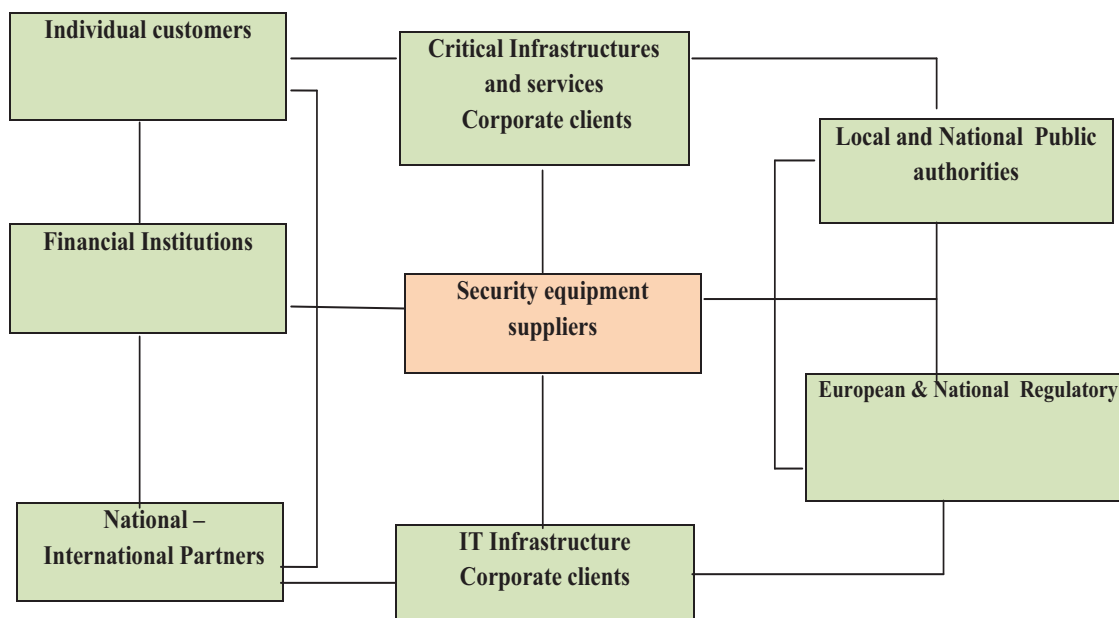 Individual customers
Critical Infrastructures
and services
Corporate clients
Local and National Public
authorities
Financial Institutions
Security equipment
suppliers
European & National Regulatory
National –
International Partners
IT Infrastructure
Corporate clients